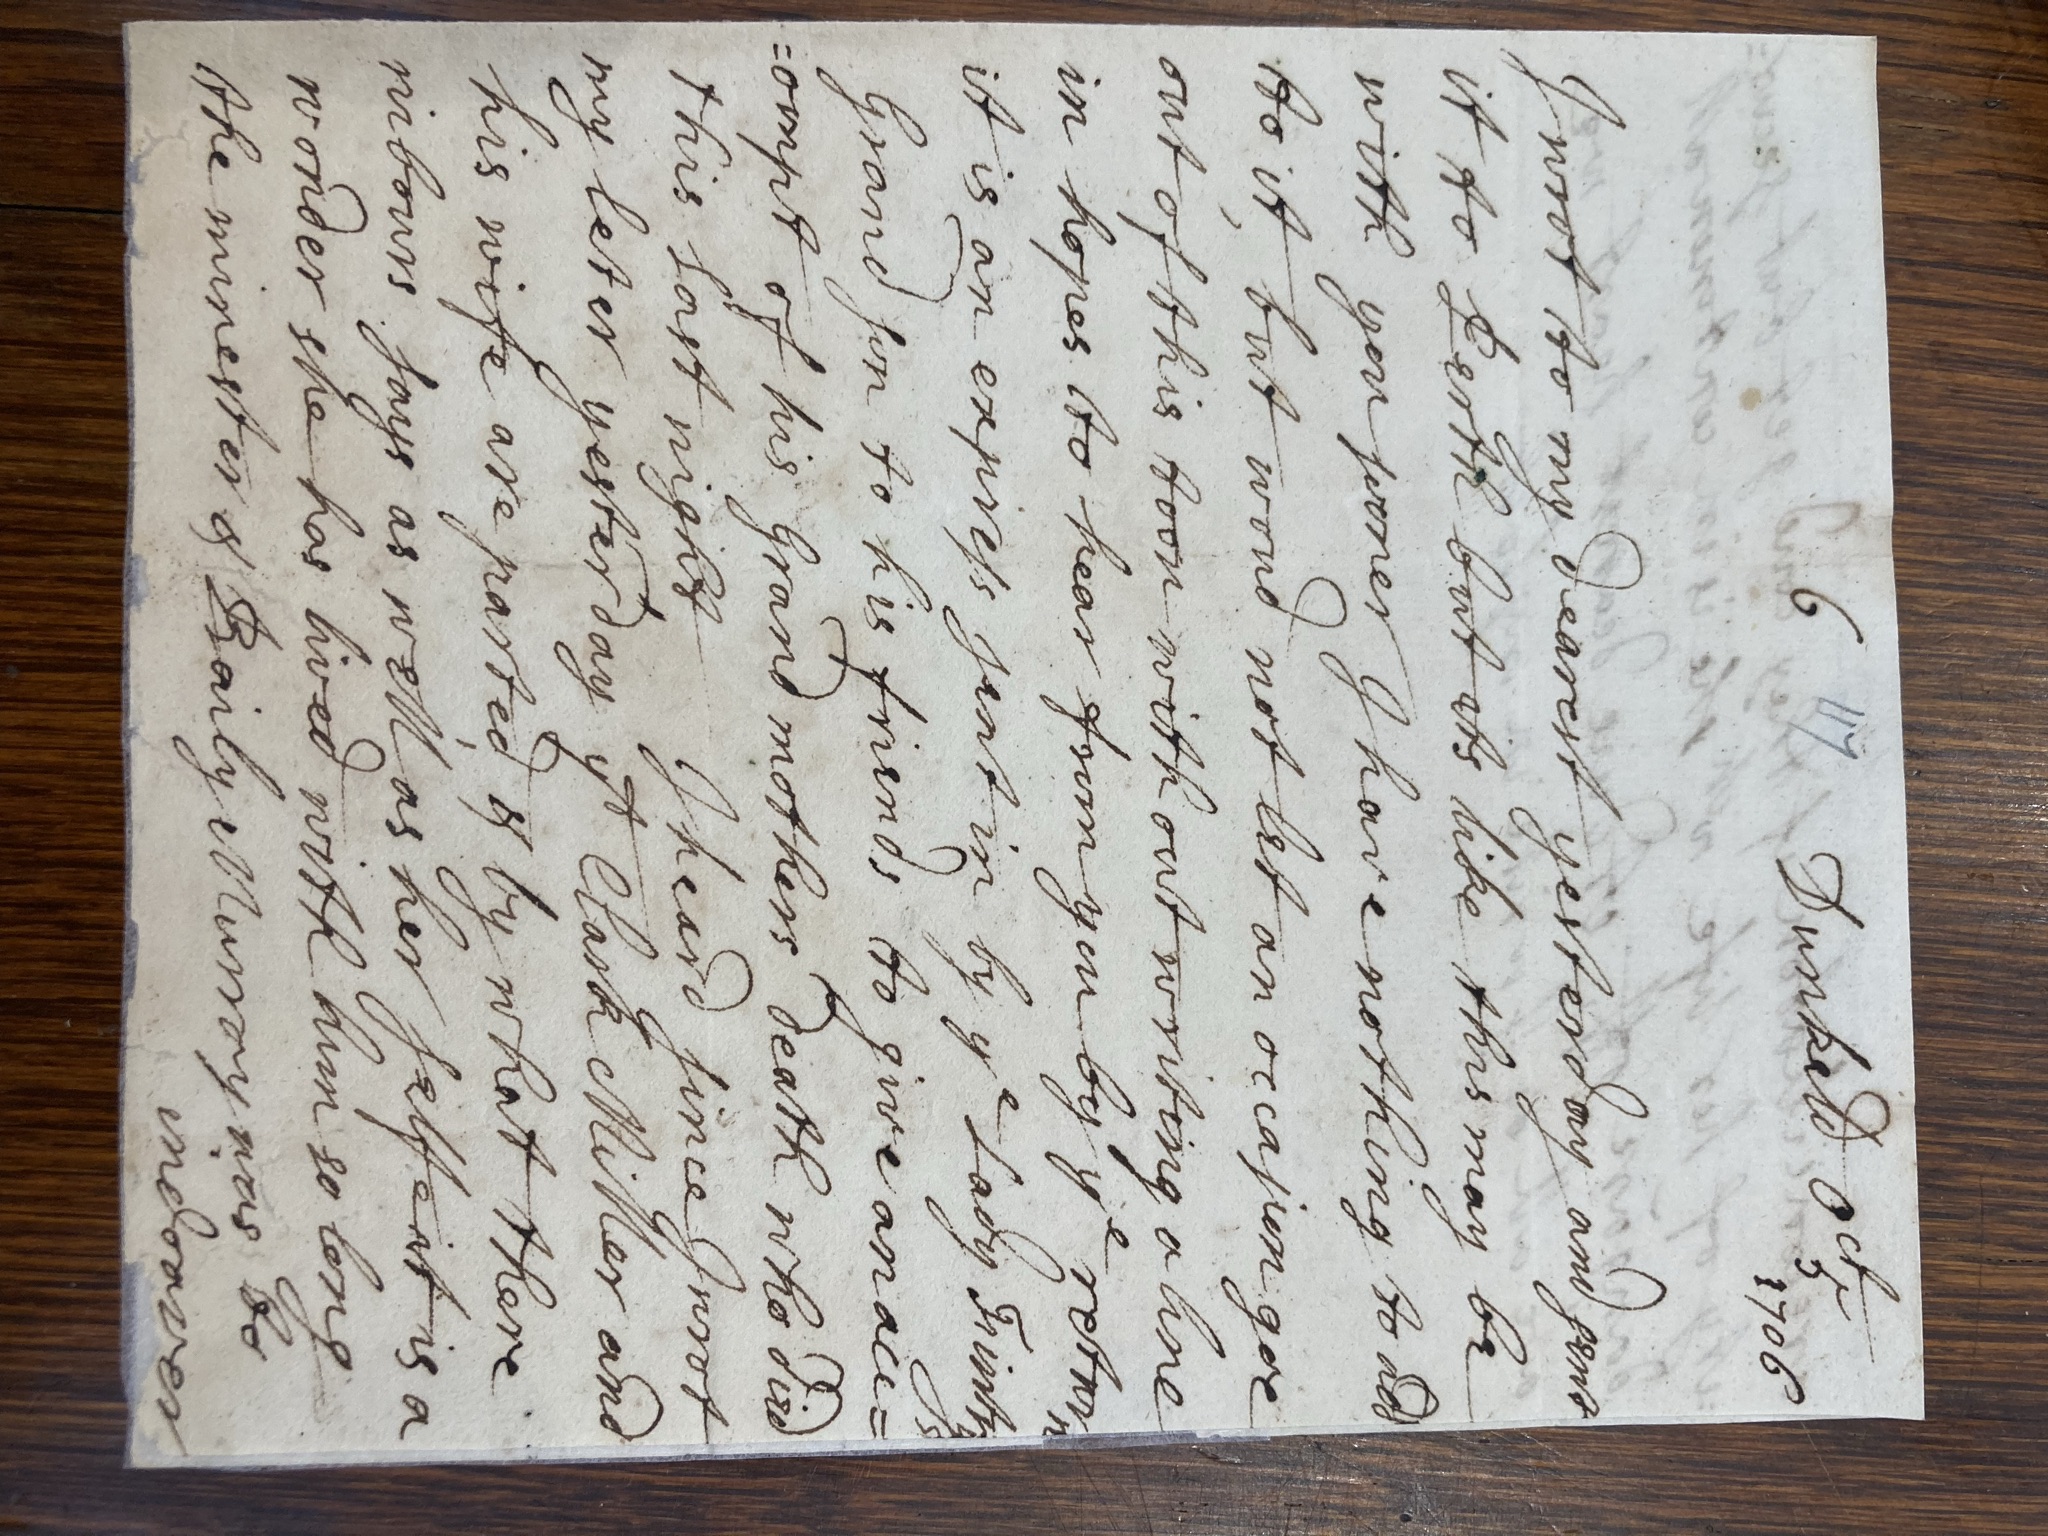 6 117 Dunkeld Oct 5
1706
I wrot to my dearest yesterday and sent
it to Perth but its like this may be
with you sooner I have nothing to add
to it, but woud not let an occasion goe
out of this toon with out writing a line
in hopes to hear from you by ye return
it is an express sent in by ye Lady Fintrys
Grand son to his friends to give an acc=
=ompt of his Grand mothers death who died
this last night, I heard since I wrot
my leter yesterday yt Clark Miller and
his wife are parted, & by what there
nibours says as well as her selfe it is a
wonder she has lived with him so long
the minester & Baily Murray was to
indeaver